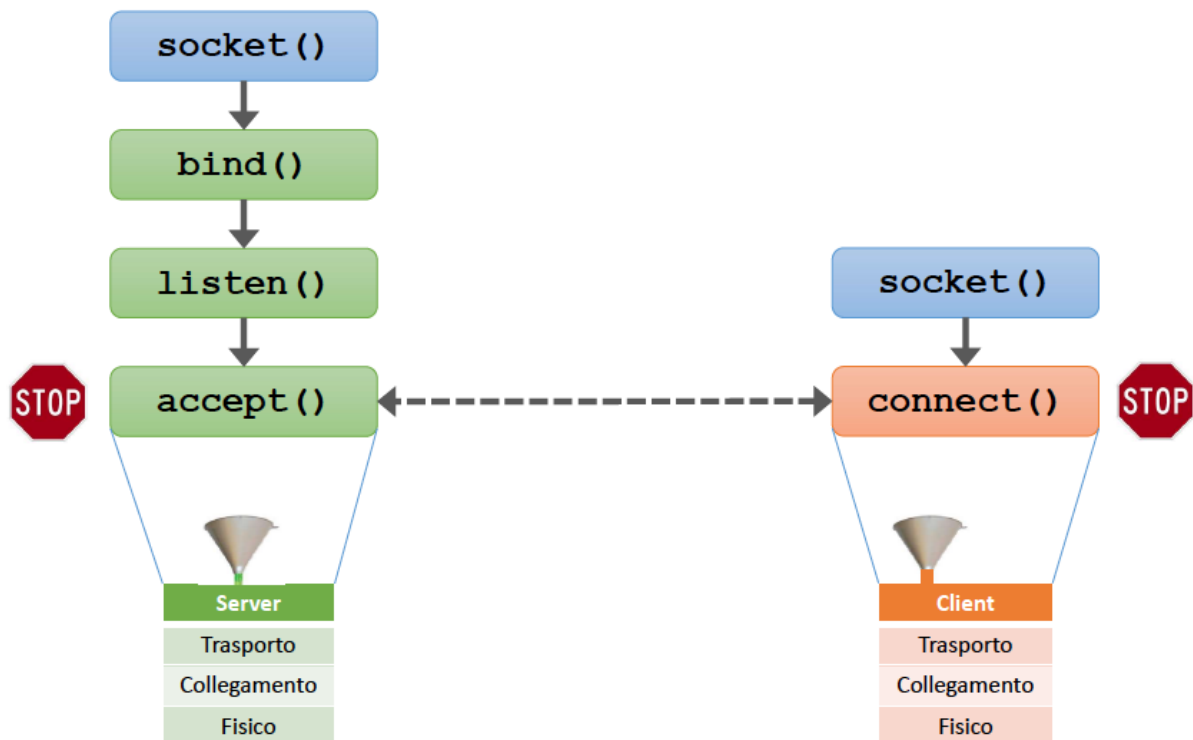 socket()
bind()
listen()
socket()
STOP
accept()
connect()
STOP
Server
Client
Trasporto
Trasporto
Collegamento
Collegamento
Fisico
Fisico